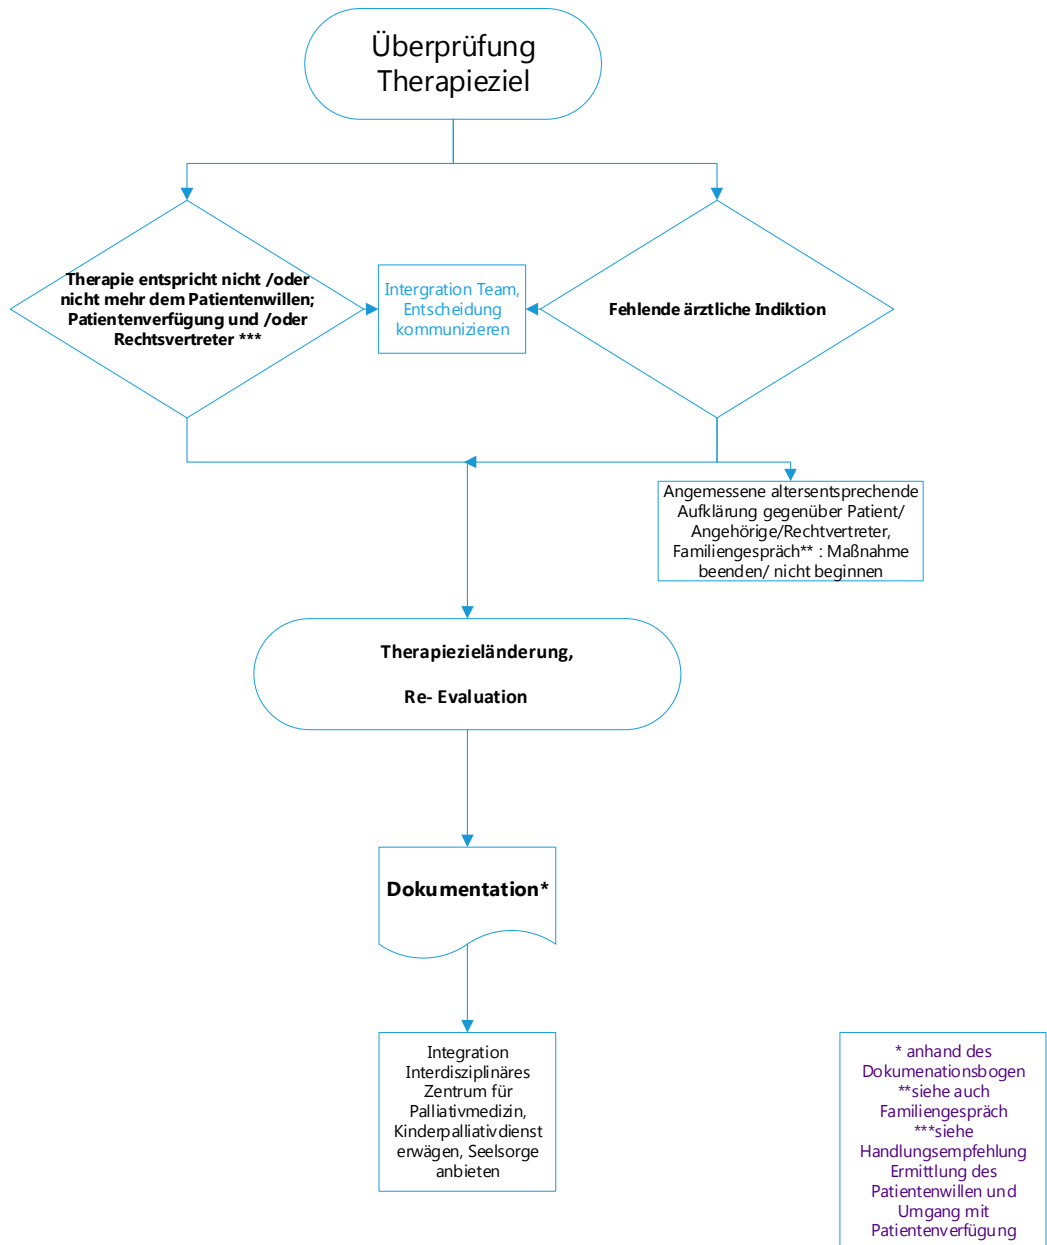 Überprüfung
Therapieziel
Therapie entspricht nicht /oder
nicht mehr dem Patientenwillen;
Patientenverfügung und /oder
Rechtsvertreter ***
Intergration Team,
Entscheidung
kommunizieren
Fehlende ärztliche Indiktion
Angemessene altersentsprechende
Aufklärung gegenüber Patient/
Angehörige/Rechtvertreter,
Familiengespräch** : Maßnahme
beenden/ nicht beginnen
Therapiezieländerung,
Re- Evaluation
Dokumentation*
Integration
Interdisziplinäres
Zentrum für
Palliativmedizin,
Kinderpalliativdienst
erwägen, Seelsorge
anbieten
* anhand des
Dokumenationsbogen
**siehe auch
Familiengespräch
***siehe
Handlungsempfehlung
Ermittlung des
Patientenwillen und
Umgang mit
Patientenverfügung